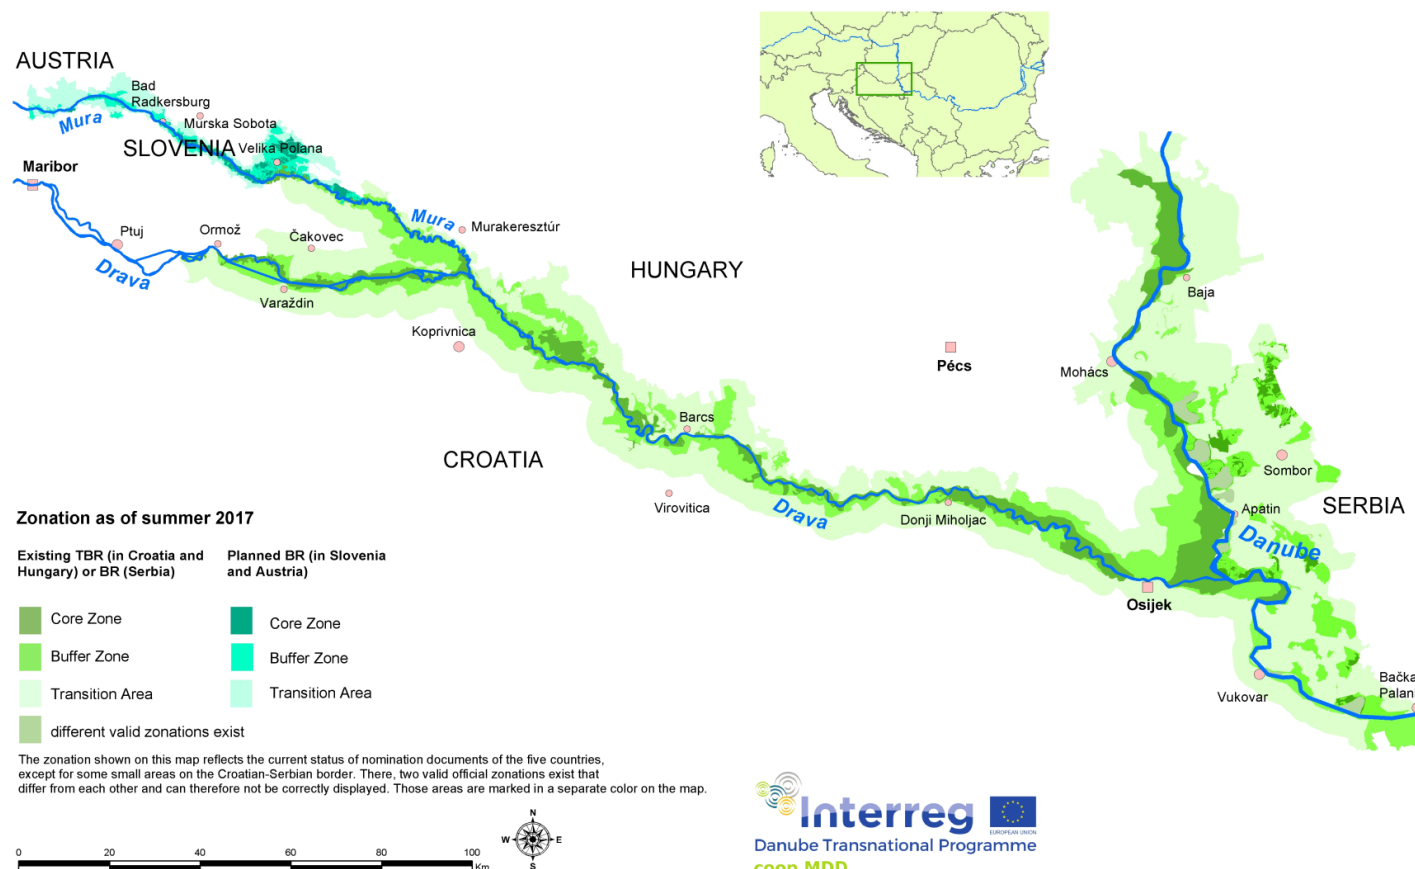 AUSTRIA
Bad
Radkersburg
Mura
Murska Sobota
SLOVENIA
Velika Polana
Maribor
Ptuj
Ormož
Čakovec
Mura
Murakeresztúr
Drava
Varaždin
HUNGARY
Baja
Koprivnica
Pécs
Mohács
Barcs
CROATIA
Sombor
Virovitica
Drava
Donji Miholjac
Apatin
SERBIA
Danube
Osijek
Vukovar
Bačka
Palan
Zonation as of summer 2017
Existing TBR (in Croatia and
Hungary) or BR (Serbia)
Planned BR (in Slovenia
and Austria)
Core Zone
Core Zone
Buffer Zone
Buffer Zone
Transition Area
Transition Area
different valid zonations exist
The zonation shown on this map reflects the current status of nomination documents of the five countries,
except for some small areas on the Croatian-Serbian border. There, two valid official zonations exist that
differ from each other and can therefore not be correctly displayed. Those areas are marked in a separate color on the map.
N
W E
S
0 20 40 60 80 100
Km
Interreg
EUROPEAN UNION
Danube Transnational Programme
coop MDD